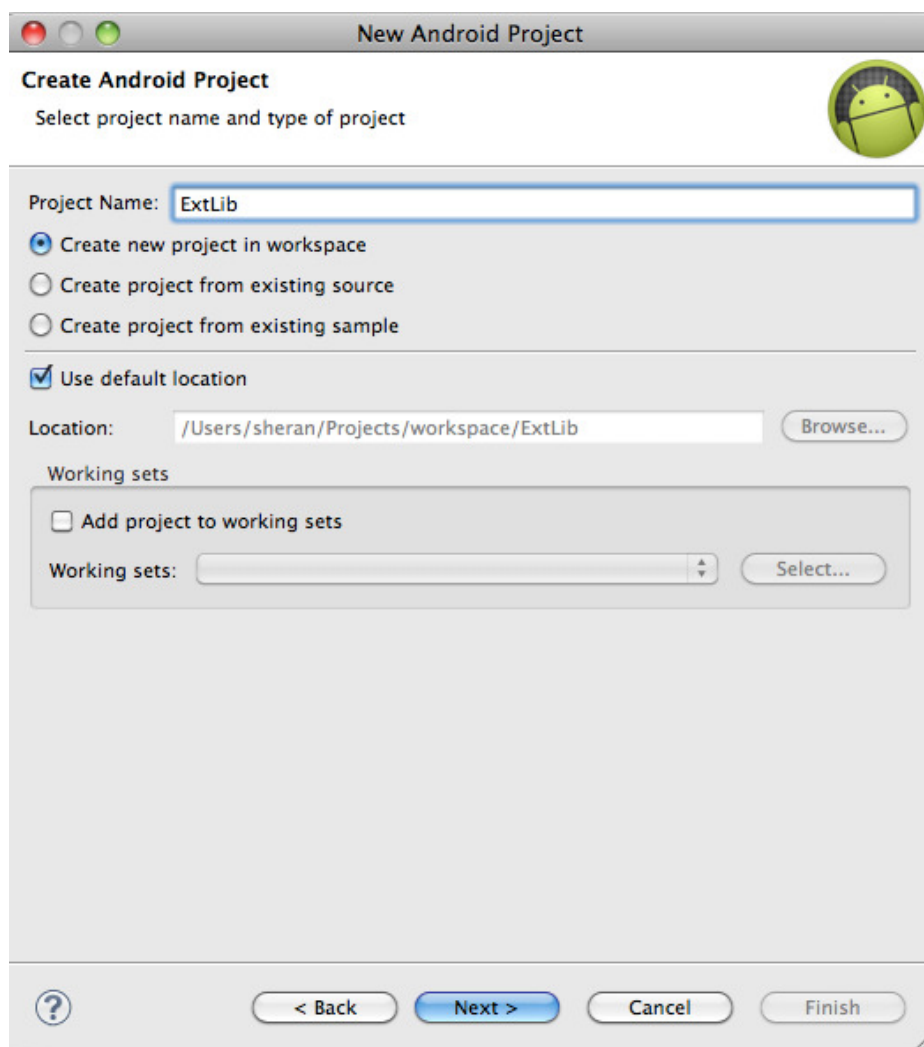 New Android Project
Create Android Project
Select project name and type of project
Project Name: ExtLib
Create new project in workspace
Create project from existing source
Create project from existing sample
Use default location
Location: /Users/sheran/Projects/workspace/ExtLib Browse...
Working sets
Add project to working sets
Working sets: Select...
? < Back Next > Cancel Finish